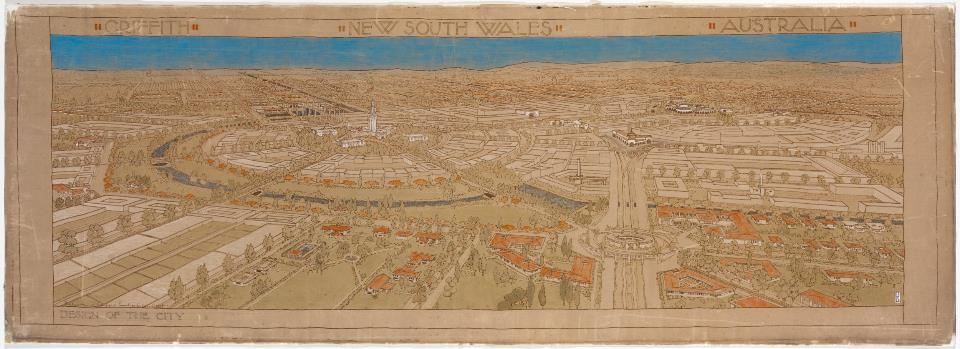 GRIFFITH
NEW SOUTH WALES
AUSTRALIA
DESIGN OF THE CITY